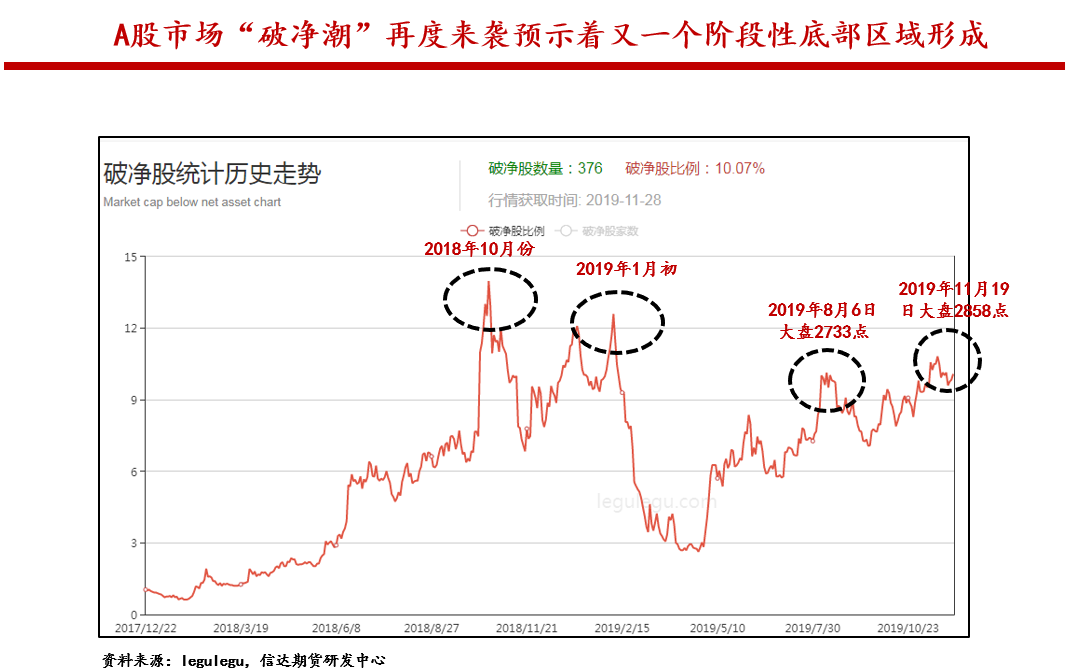 A股市场“破净潮”再度来袭预示着又一个阶段性底部区域形成
破净股统计历史走势
Market cap below net asset chart
破净股数量：376 破净股比例：10.07%
行情获取时间: 2019-11-28
破净股比例 破净股家数
2018年10月份
2019年1月初
2019年8月6日
大盘2733点
2019年11月19
日大盘2858点
15
12
9
6
3
0
legulegu.com
2017/12/22 2018/3/19 2018/6/8 2018/8/27 2018/11/21 2019/2/15 2019/5/10 2019/7/30 2019/10/23
资料来源：legulegu，信达期货研发中心